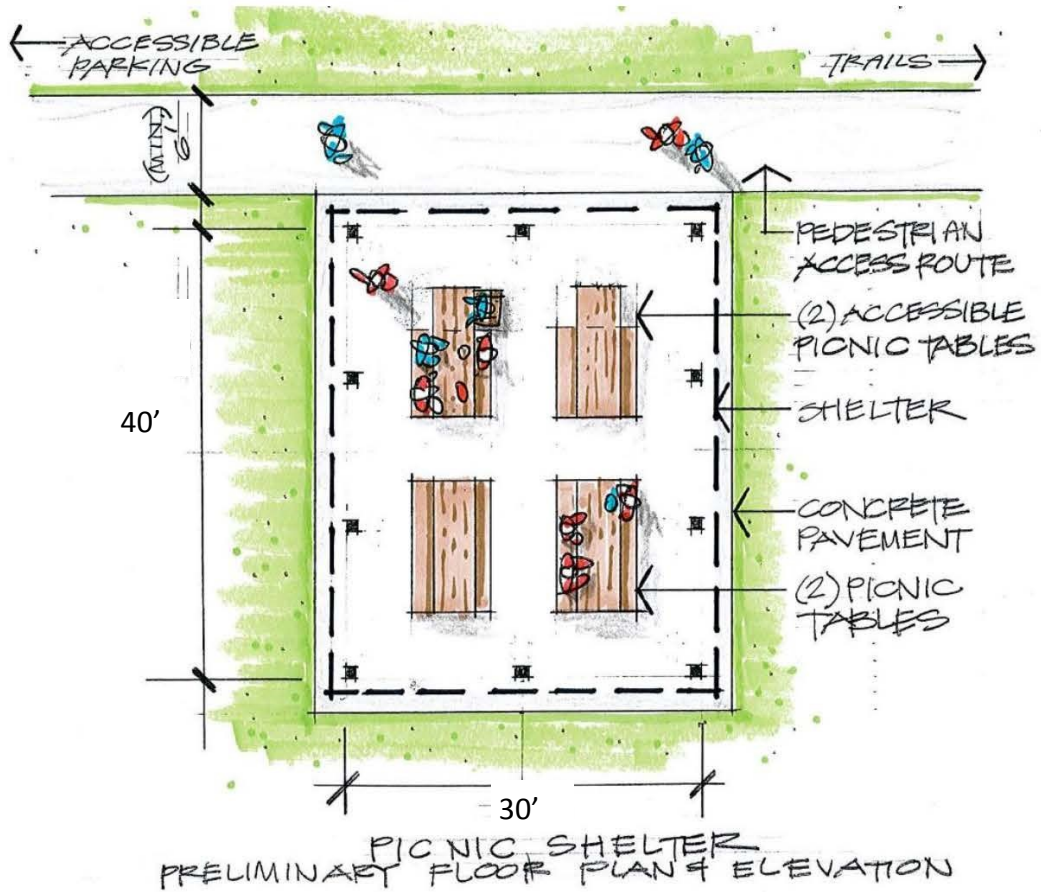 ACCESSIBLE
PARKING
TRAILS
6'
(MIN)
PEDESTRIAN
ACCESS ROUTE
(2) ACCESSIBLE
PICNIC TABLES
SHELTER
40'
CONCRETE
PAVEMENT
(2) PICNIC
TABLES
30'
PICNIC SHELTER
PRELIMINARY FLOOR PLAN & ELEVATION